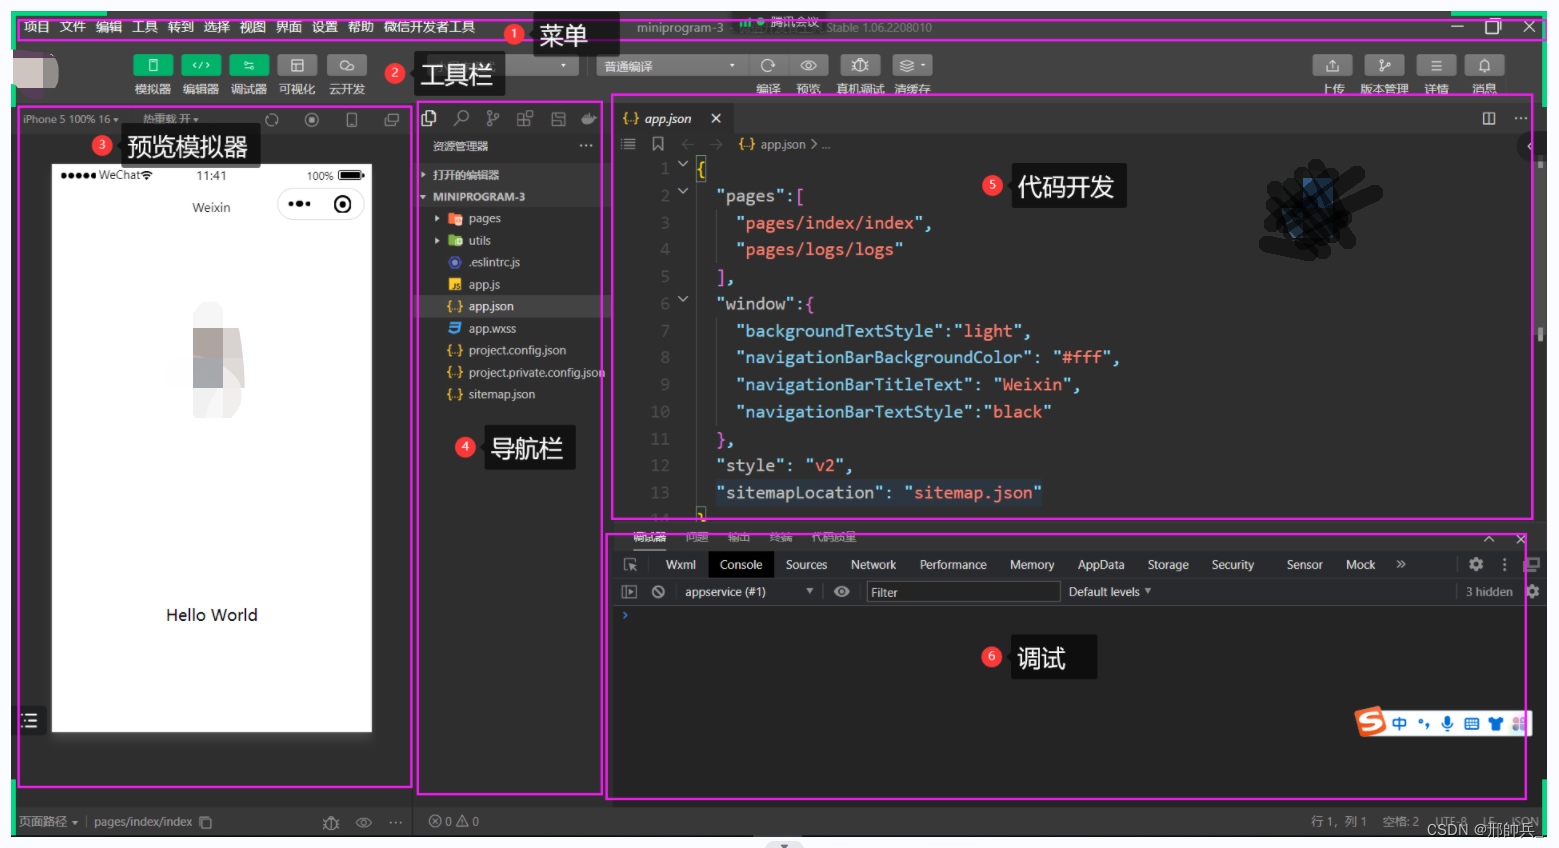 项目 文件 编辑 工具 转到 选择 视图 界面 设置 帮助 微信开发者工具
1 菜单
miniprogram-3
腾讯会议
Stable 1.06.2208010
2 工具栏
普通编译
模拟器 编辑器 调试器 可视化 云开发
编译 预览 真机调试 清缓存
上传 版本管理 详情 消息
iPhone 5 100% 16
热重载 开
3 预览模拟器
WeChat 11:41 100%
Weixin
Hello World
资源管理器
打开的编辑器
MINIPROGRAM-3
pages
utils
.eslintrc.js
app.js
app.json
app.wxss
project.config.json
project.private.config.json
sitemap.json
4 导航栏
{..} app.json ×
{..} app.json > ...
5 代码开发
1 {
2 "pages":[
3 "pages/index/index",
4 "pages/logs/logs"
5 ],
6 "window":{
7 "backgroundTextStyle":"light",
8 "navigationBarBackgroundColor": "#fff",
9 "navigationBarTitleText": "Weixin",
10 "navigationBarTextStyle":"black"
11 },
12 "style": "v2",
13 "sitemapLocation": "sitemap.json"
14 }
调试器 问题 输出 终端 代码质量
Wxml Console Sources Network Performance Memory AppData Storage Security Sensor Mock »
appservice (#1) Filter Default levels 3 hidden
6 调试
S 中
页面路径 pages/index/index
0 0
行 1，列 1 空格: 2 UTF-8 LF JSON
CSDN @邢帥兵_